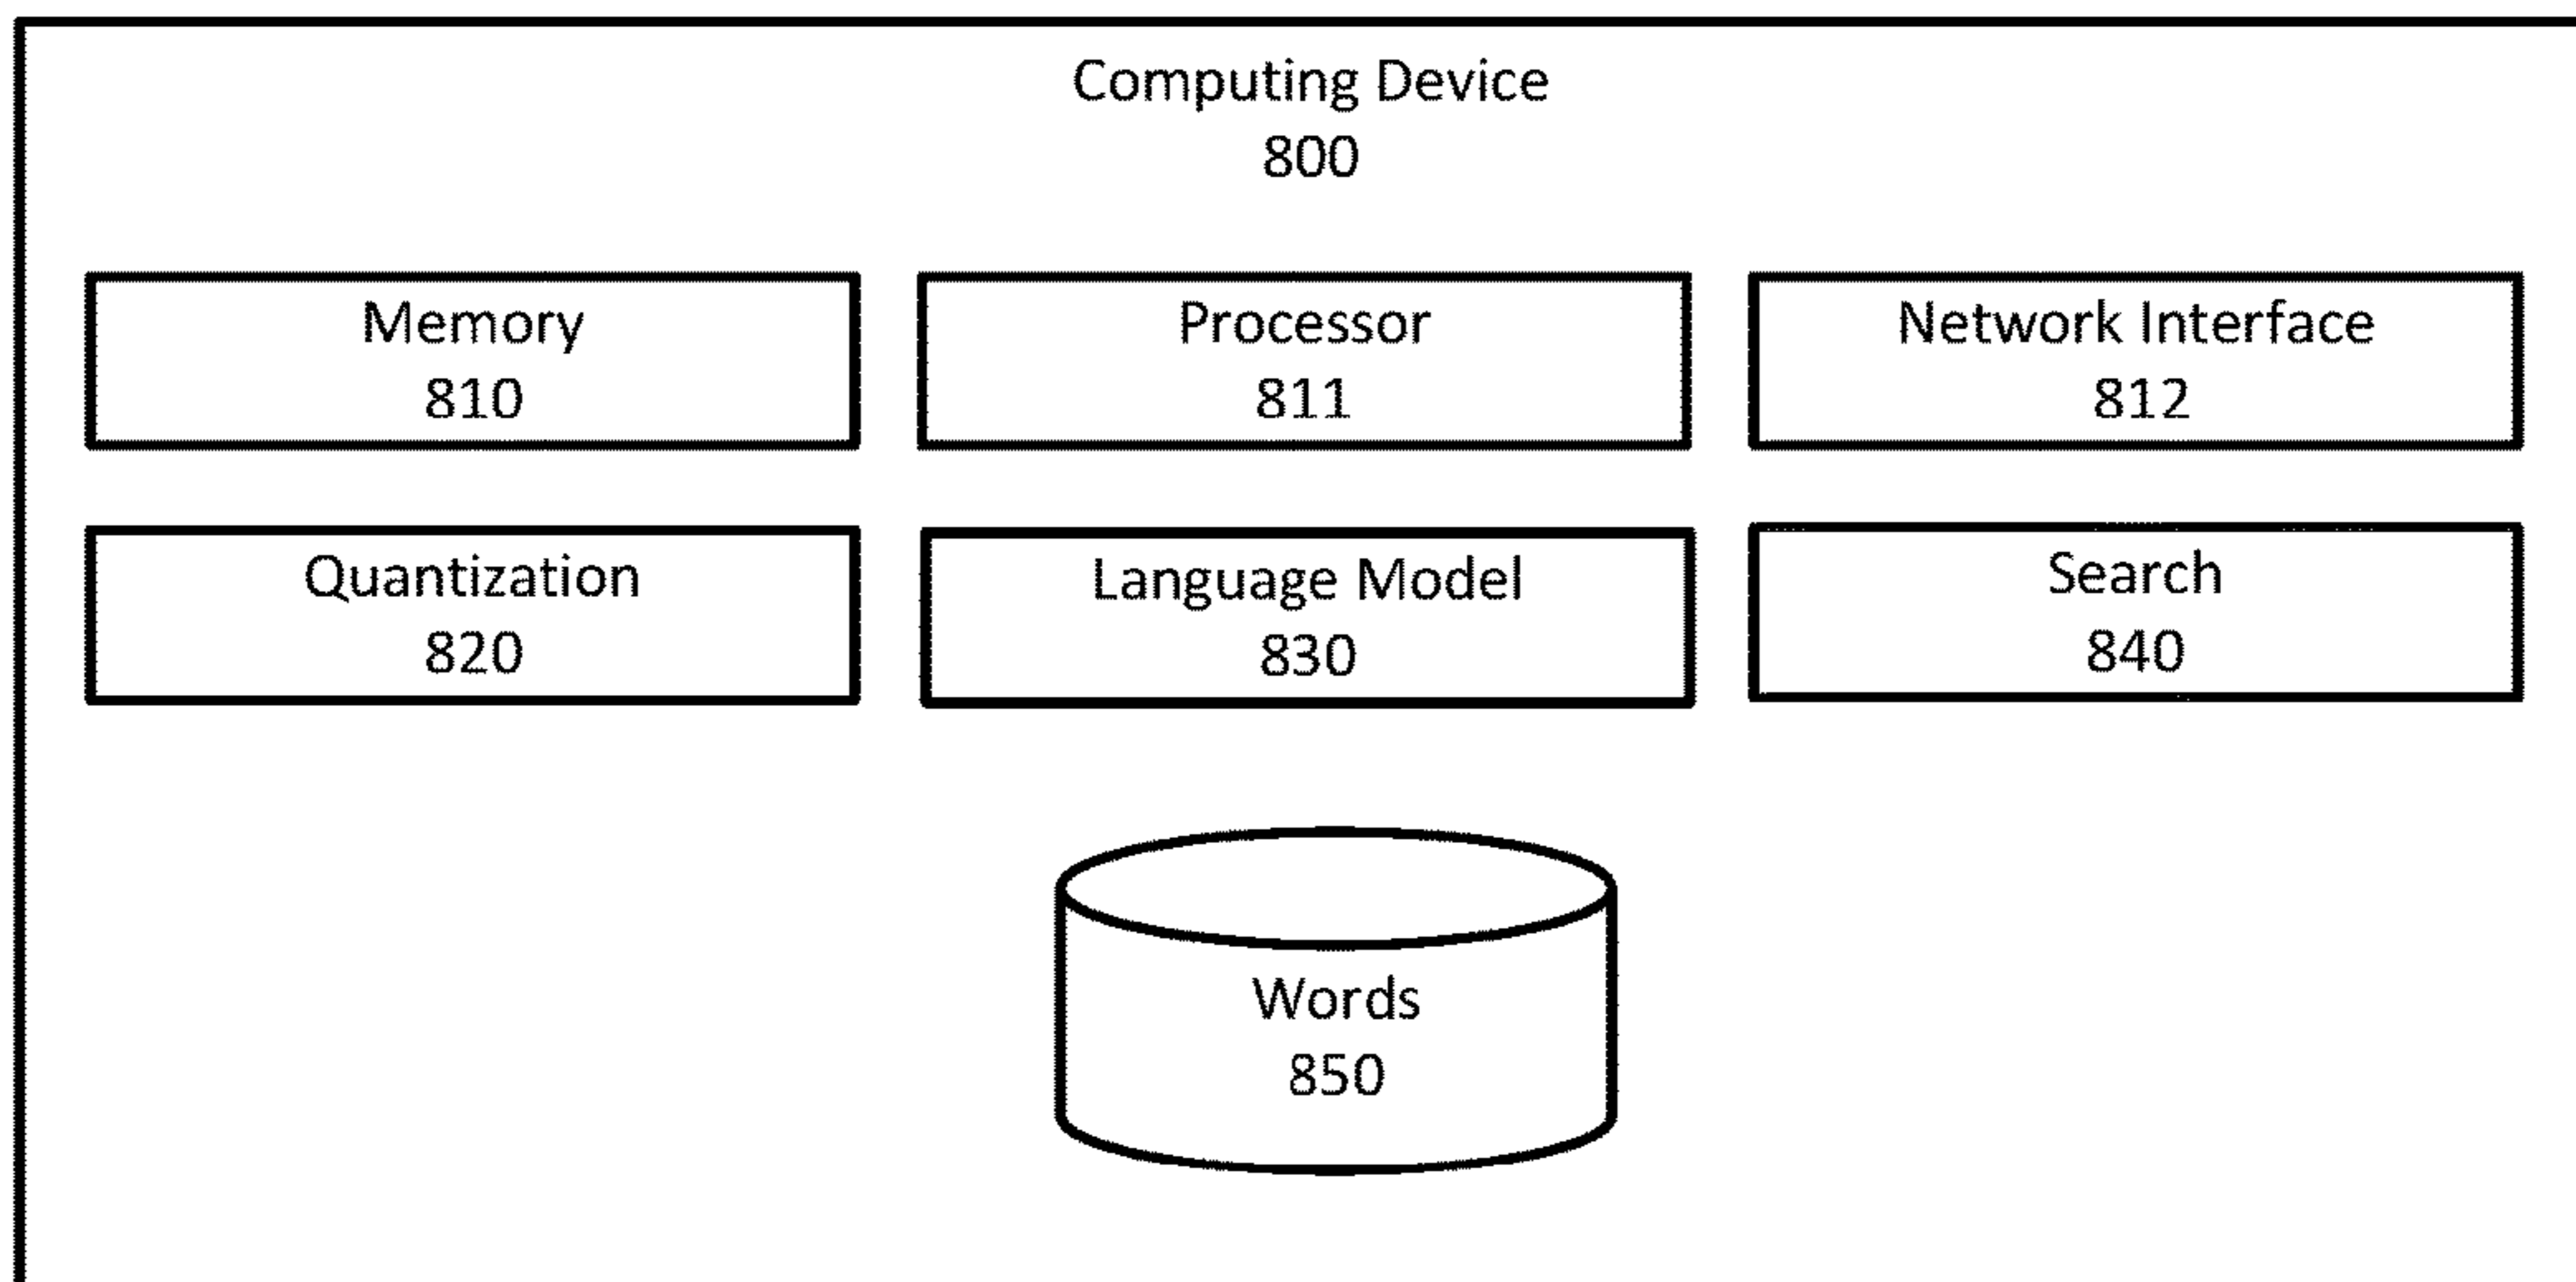 Computing Device
800
Memory
810
Processor
811
Network Interface
812
Quantization
820
Language Model
830
Search
840
Words
850